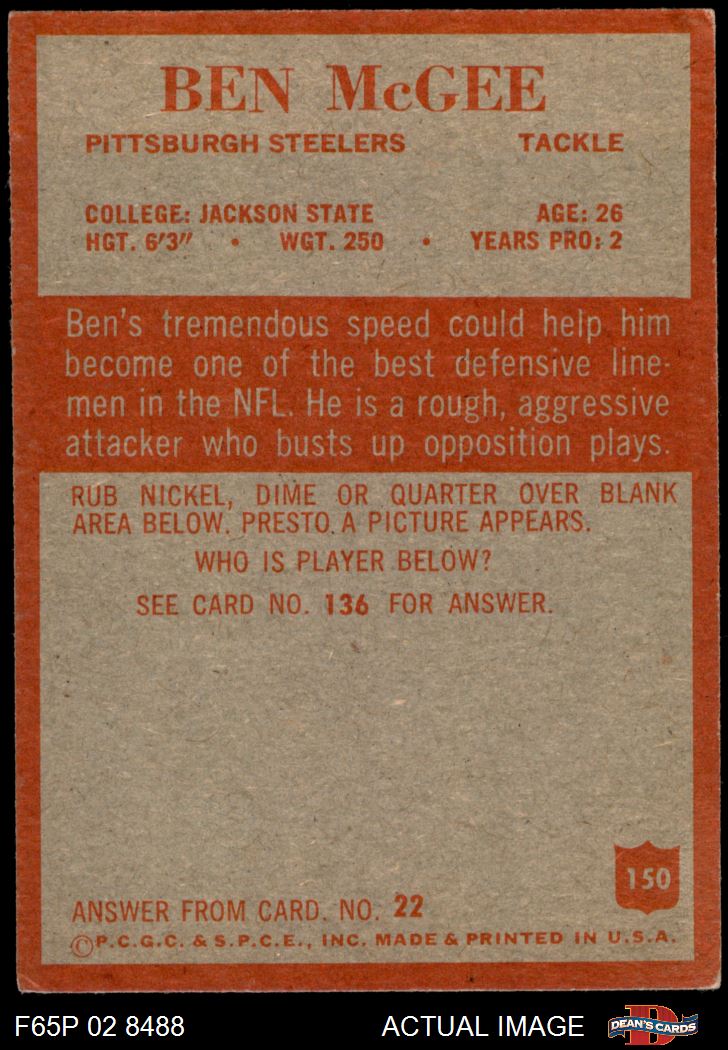 BEN McGEE
PITTSBURGH STEELERS TACKLE
COLLEGE: JACKSON STATE AGE: 26
HGT. 6'3" • WGT. 250 • YEARS PRO: 2
Ben's tremendous speed could help him
become one of the best defensive line-
men in the NFL. He is a rough, aggressive
attacker who busts up opposition plays.
RUB NICKEL, DIME OR QUARTER OVER BLANK
AREA BELOW. PRESTO. A PICTURE APPEARS.
WHO IS PLAYER BELOW?
SEE CARD NO. 136 FOR ANSWER.
150
ANSWER FROM CARD. NO. 22
©P.C.G.C. & S.P.C.E., INC. MADE & PRINTED IN U.S.A.
F65P 02 8488 ACTUAL IMAGE D DEAN'S CARDS